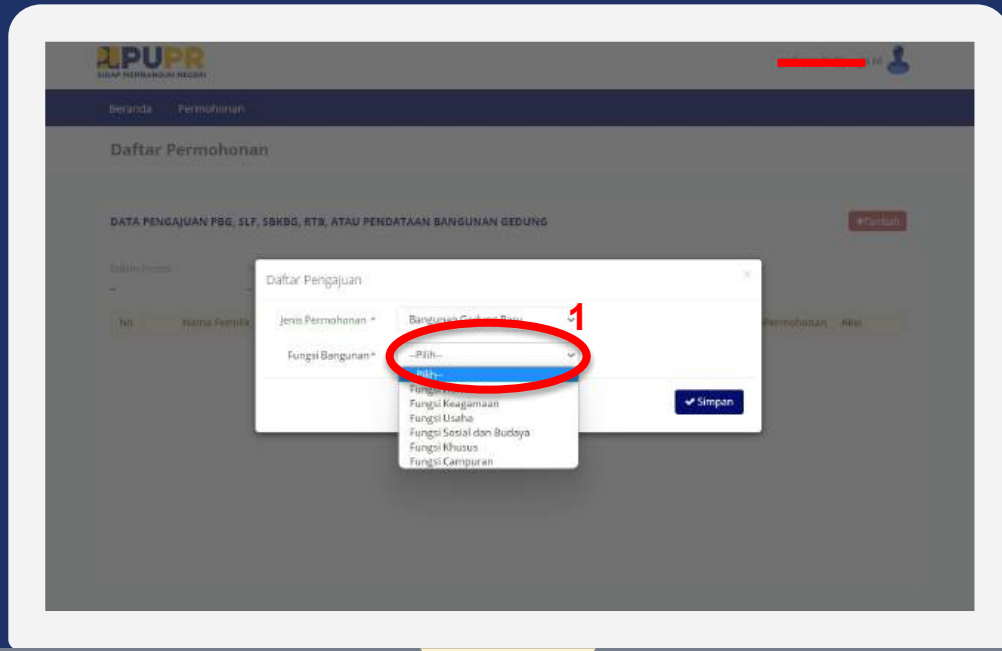 PUPR
SIGAP MEMBANGUN NEGERI
Beranda Permohonan
Daftar Permohonan
DATA PENGAJUAN PBG, SLF, SBKBG, RTB, ATAU PENDATAAN BANGUNAN GEDUNG
+Tambah
Daftar Pengajuan
×
No Nama Pemilik
Permohonan Aksi
Jenis Permohonan * Bangunan Gedung Baru
1
Fungsi Bangunan * --Pilih--
--Pilih--
Fungsi
Fungsi Keagamaan
Fungsi Usaha
Fungsi Sosial dan Budaya
Fungsi Khusus
Fungsi Campuran
✔ Simpan